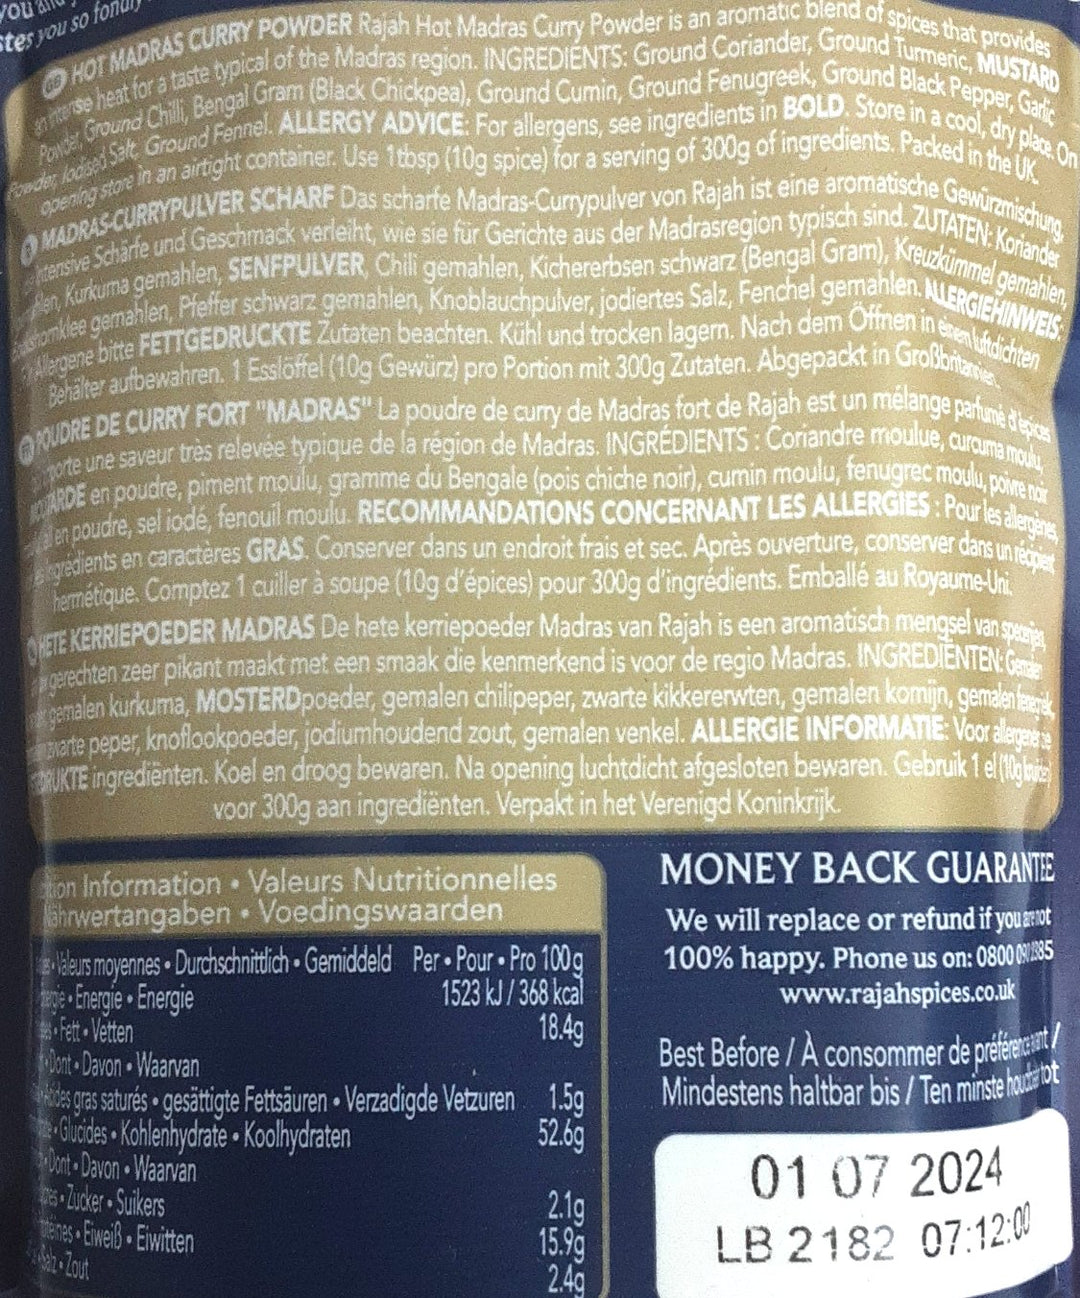 stes you so fondly
GB HOT MADRAS CURRY POWDER Rajah Hot Madras Curry Powder is an aromatic blend of spices that provides
an intense heat for a taste typical of the Madras region. INGREDIENTS: Ground Coriander, Ground Turmeric, MUSTARD
Powder, Ground Chilli, Bengal Gram (Black Chickpea), Ground Cumin, Ground Fenugreek, Ground Black Pepper, Garlic
Powder, Iodised Salt, Ground Fennel. ALLERGY ADVICE: For allergens, see ingredients in BOLD. Store in a cool, dry place. On
opening store in an airtight container. Use 1tbsp (10g spice) for a serving of 300g of ingredients. Packed in the UK.
MADRAS-CURRYPULVER SCHARF Das scharfe Madras-Currypulver von Rajah ist eine aromatische Gewürzmischung,
intensive Schärfe und Geschmack verleiht, wie sie für Gerichte aus der Madrasregion typisch sind. ZUTATEN: Koriander
Kurkuma gemahlen, SENFPULVER, Chili gemahlen, Kichererbsen schwarz (Bengal Gram), Kreuzkümmel gemahlen,
gemahlen, Pfeffer schwarz gemahlen, Knoblauchpulver, jodiertes Salz, Fenchel gemahlen. ALLERGIEHINWEIS:
Allergene bitte FETTGEDRUCKTE Zutaten beachten. Kühl und trocken lagern. Nach dem Öffnen in einem luftdichten
Behälter aufbewahren. 1 Esslöffel (10g Gewürz) pro Portion mit 300g Zutaten. Abgepackt in Großbritannien.
POUDRE DE CURRY FORT "MADRAS" La poudre de curry de Madras fort de Rajah est un mélange parfumé d'épices
porte une saveur très relevée typique de la région de Madras. INGRÉDIENTS : Coriandre moulue, curcuma moulu,
MOUTARDE en poudre, piment moulu, gramme du Bengale (pois chiche noir), cumin moulu, fenugrec moulu, poivre noir
ail en poudre, sel iodé, fenouil moulu. RECOMMANDATIONS CONCERNANT LES ALLERGIES : Pour les allergènes,
ingrédients en caractères GRAS. Conserver dans un endroit frais et sec. Après ouverture, conserver dans un récipient
hermétique. Comptez 1 cuiller à soupe (10g d'épices) pour 300g d'ingrédients. Emballé au Royaume-Uni.
HETE KERRIEPOEDER MADRAS De hete kerriepoeder Madras van Rajah is een aromatisch mengsel van specerijen
gerechten zeer pikant maakt met een smaak die kenmerkend is voor de regio Madras. INGREDIËNTEN: Gemalen
gemalen kurkuma, MOSTERDpoeder, gemalen chilipeper, zwarte kikkererwten, gemalen komijn, gemalen fenegriek,
zwarte peper, knoflookpoeder, jodiumhoudend zout, gemalen venkel. ALLERGIE INFORMATIE: Voor allergenen zie
DRUKTE ingrediënten. Koel en droog bewaren. Na opening luchtdicht afgesloten bewaren. Gebruik 1 el (10g kruiden)
voor 300g aan ingrediënten. Verpakt in het Verenigd Koninkrijk.
Information • Valeurs Nutritionnelles
Nährwertangaben • Voedingswaarden
Valeurs moyennes • Durchschnittlich • Gemiddeld Per • Pour • Pro 100g
Energie • Energie 1523 kJ / 368 kcal
Fett • Vetten 18.4g
Dont • Davon • Waarvan
Acides gras saturés • gesättigte Fettsäuren • Verzadigde Vetzuren 1.5g
Glucides • Kohlenhydrate • Koolhydraten 52.6g
Dont • Davon • Waarvan
Zucker • Suikers 2.1g
Eiweiß • Eiwitten 15.9g
Salz • Zout 2.4g
MONEY BACK GUARANTEE
We will replace or refund if you are not
100% happy. Phone us on: 0800
www.rajahspices.co.uk
Best Before / À consommer de préférence avant /
Mindestens haltbar bis / Ten minste houdbaar tot
01 07 2024
LB 2182 07:12:00